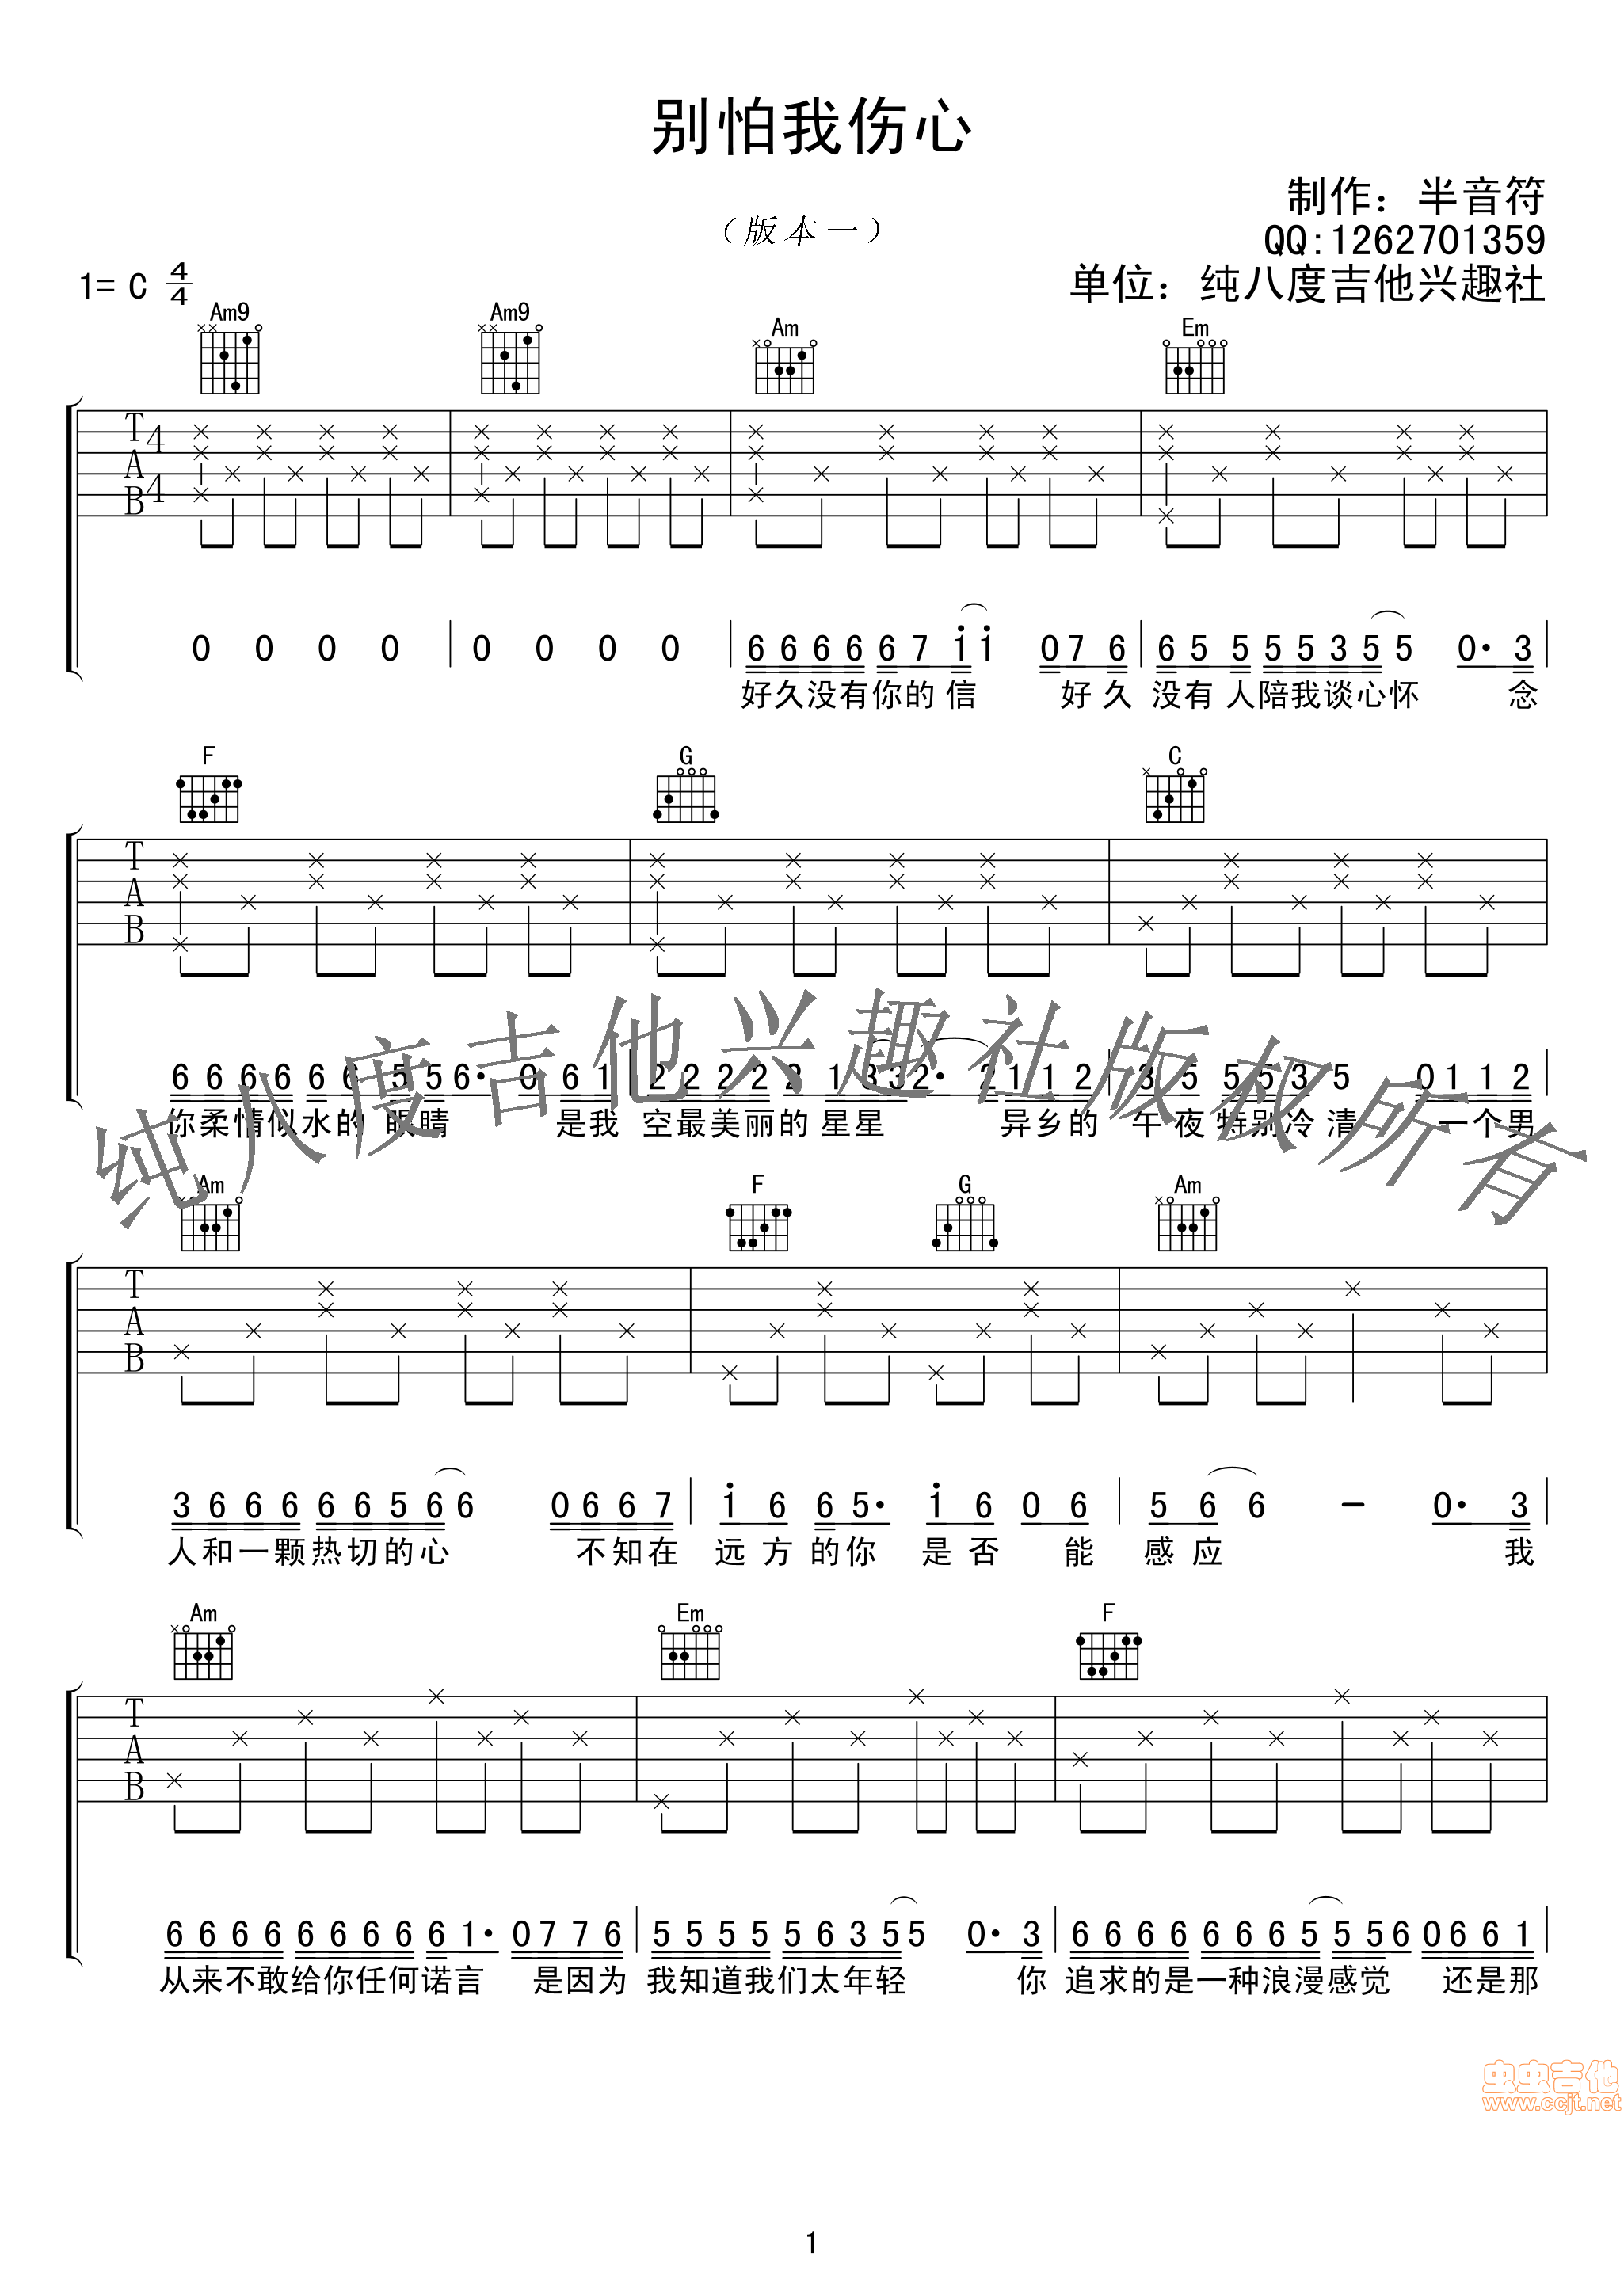 别怕我伤心
（版本一）
制作：半音符
QQ:1262701359
单位：纯八度吉他兴趣社
1= C 4/4
Am9 Am9 Am Em
T A B 4 4
0 0 0 0 0 0 0 0 6 6 6 6 6 7 i i 0 7 6 6 5 5 5 5 3 5 5 0· 3
好久没有你的信 好久 没有人陪我谈心怀 念
F G C
T A B
6 6 6 6 6 6 5 5 6· 0 6 1 2 2 2 2 2 1 3 3 2· 2 1 1 2 3 5 5 5 3 5 0 1 1 2
你柔情似水的 眼睛 是我 空最美丽的星星 异乡的 午夜特别冷清 一个男
纯八度吉他兴趣社版权所有
Am F G Am
T A B
3 6 6 6 6 6 5 6 6 0 6 6 7 i 6 6 5· i 6 0 6 5 6 6 - 0· 3
人和一颗热切的心 不知在 远方的你 是否 能 感应 我
Am Em F
T A B
6 6 6 6 6 6 6 6 6 1· 0 7 7 6 5 5 5 5 5 6 3 5 5 0· 3 6 6 6 6 6 6 6 5 5 5 6 0 6 6 1
从来不敢给你任何诺言 是因为 我知道我们太年轻 你 追求的是一种浪漫感觉 还是那
虫虫吉他
www.ccjt.net
1